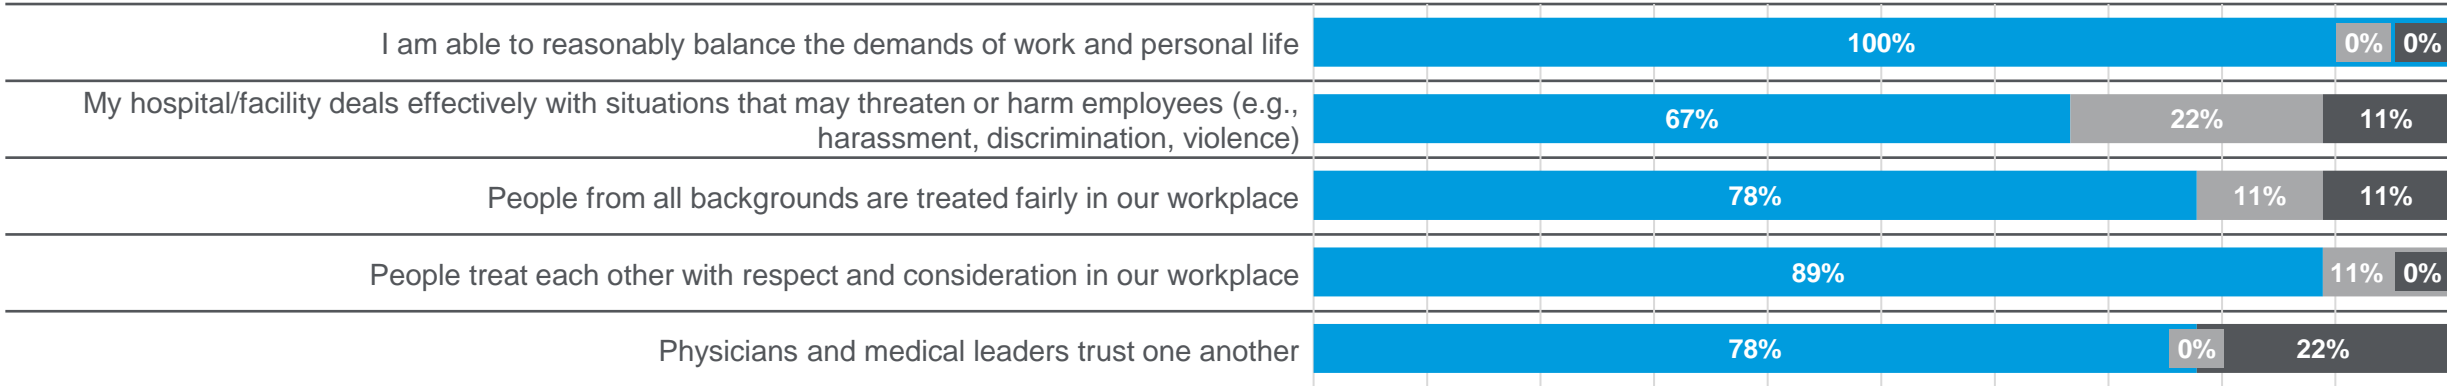 I am able to reasonably balance the demands of work and personal life 100% 0% 0%
My hospital/facility deals effectively with situations that may threaten or harm employees (e.g.,
harassment, discrimination, violence) 67% 22% 11%
People from all backgrounds are treated fairly in our workplace 78% 11% 11%
People treat each other with respect and consideration in our workplace 89% 11% 0%
Physicians and medical leaders trust one another 78% 0% 22%